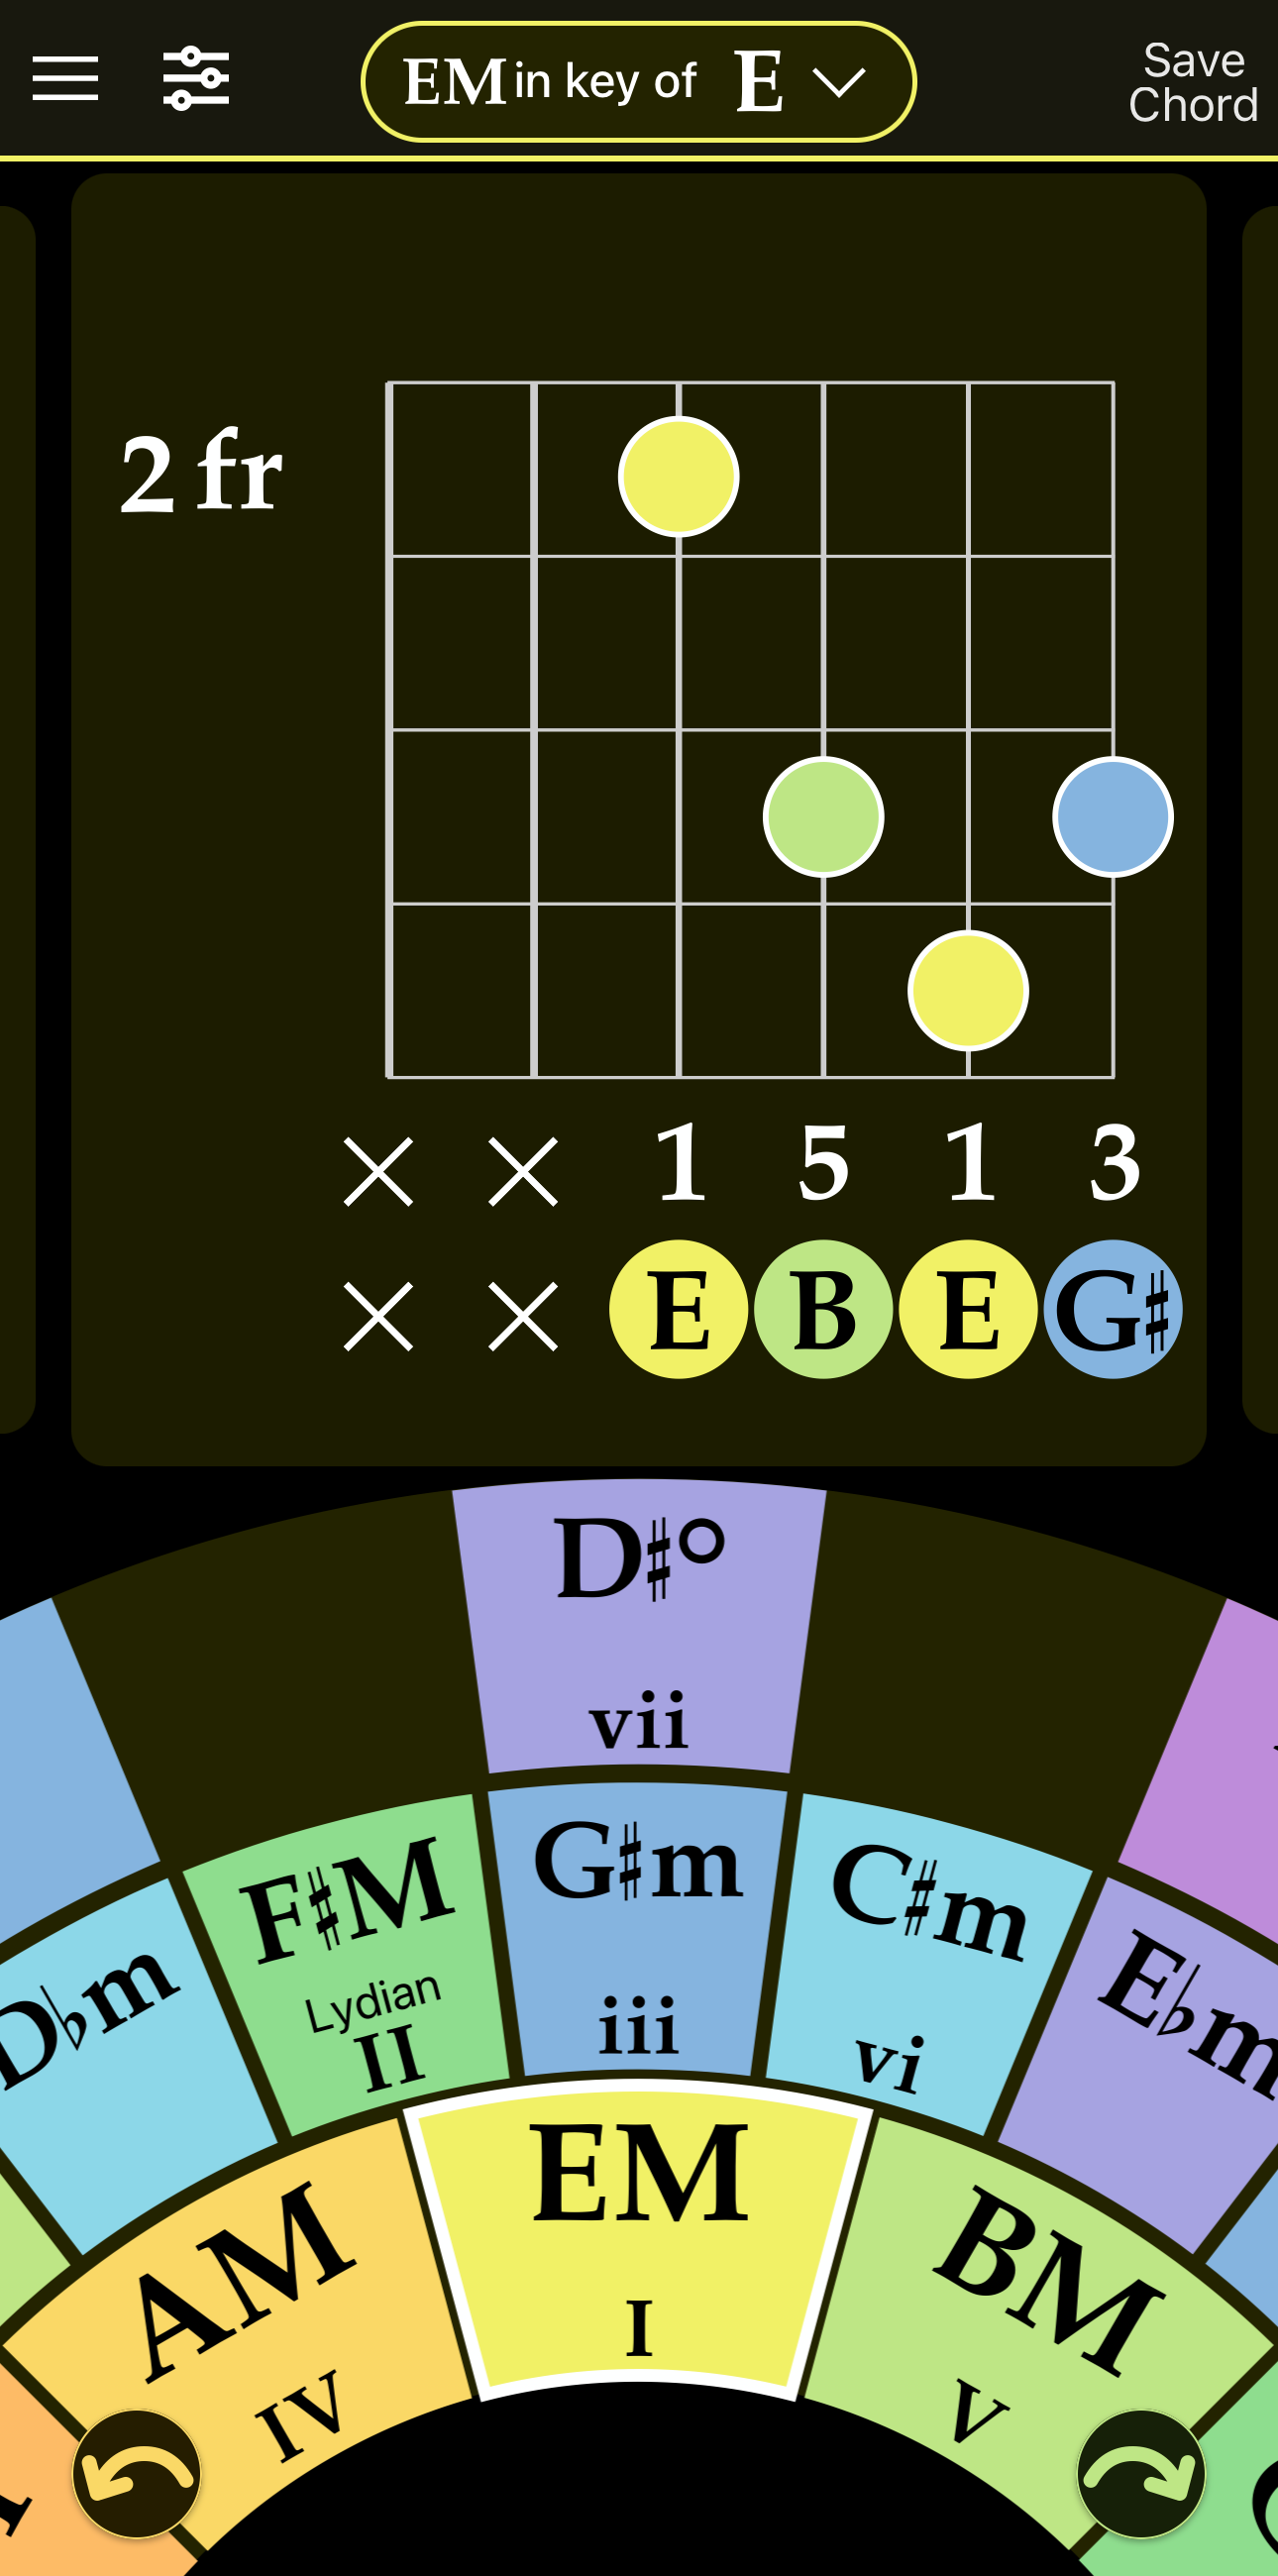 EM in key of E
Save
Chord
2 fr
× × 1 5 1 3
× × E B E G♯
D♯°
vii
F♯M
Lydian
II
G♯m
iii
C♯m
vi
D♭m
E♭m
AM
IV
EM
I
BM
V